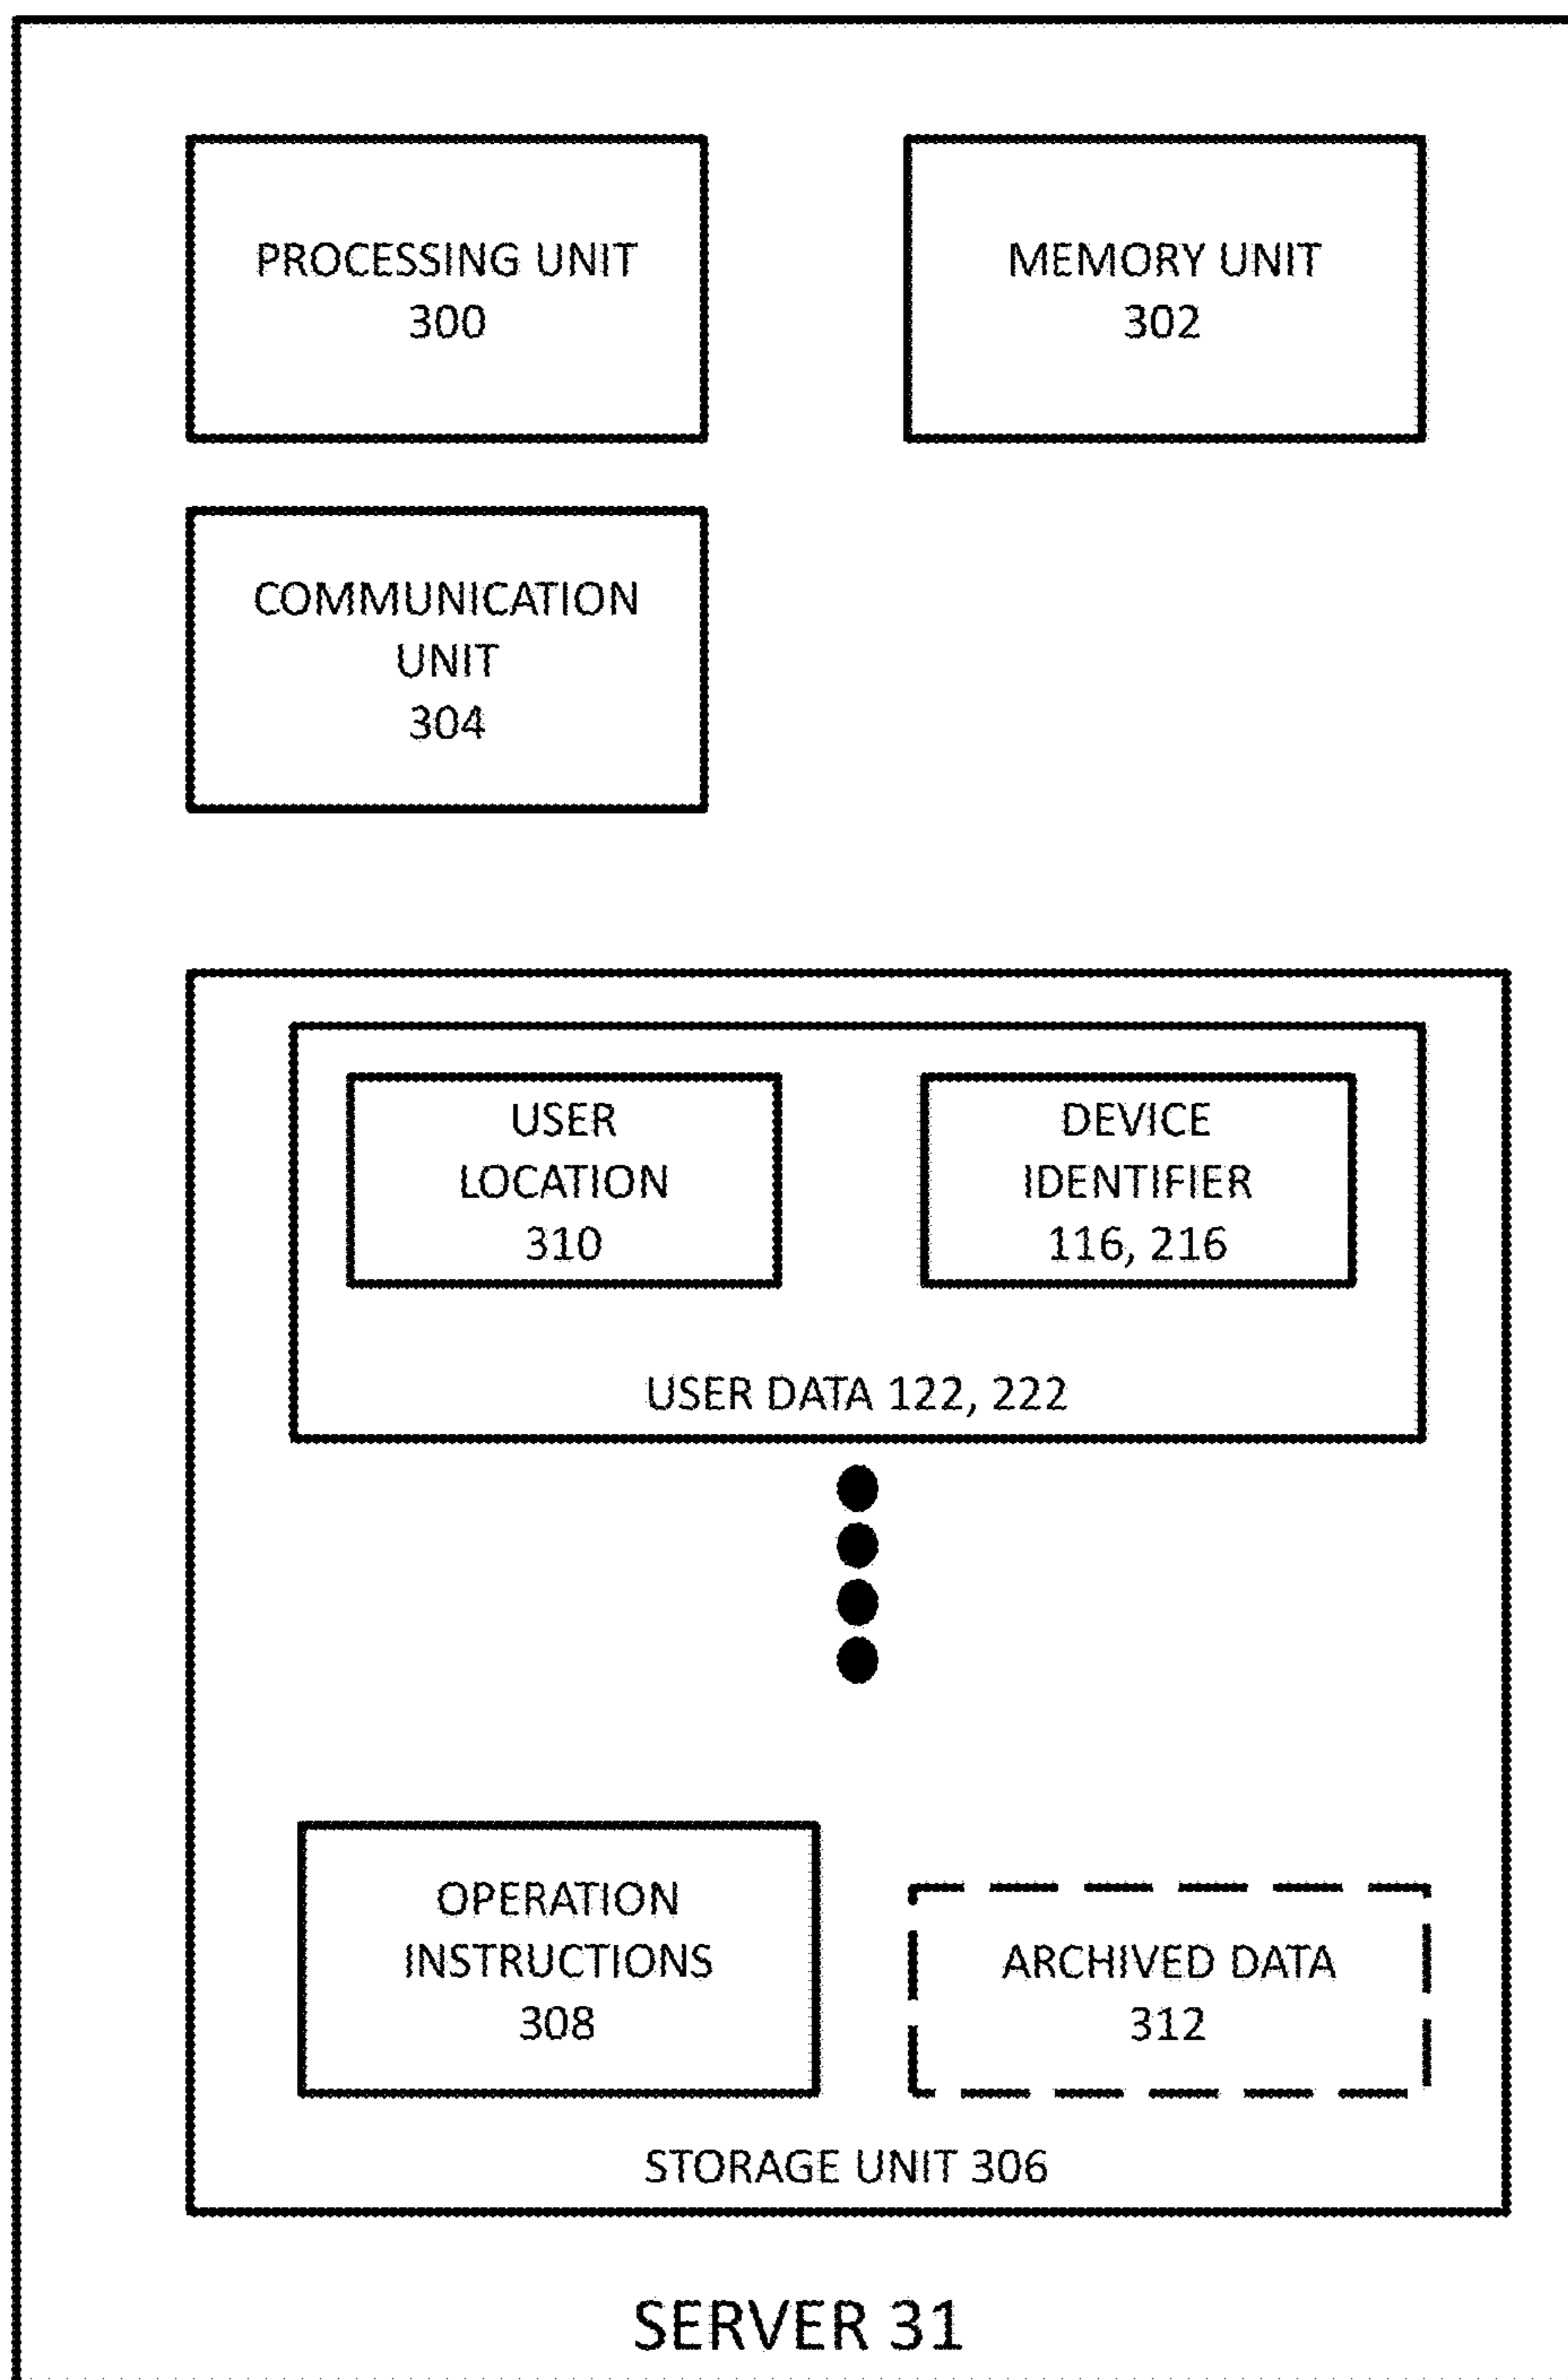 PROCESSING UNIT
300
MEMORY UNIT
302
COMMUNICATION
UNIT
304
USER
LOCATION
310
DEVICE
IDENTIFIER
116, 216
USER DATA 122, 222
OPERATION
INSTRUCTIONS
308
ARCHIVED DATA
312
STORAGE UNIT 306
SERVER 31